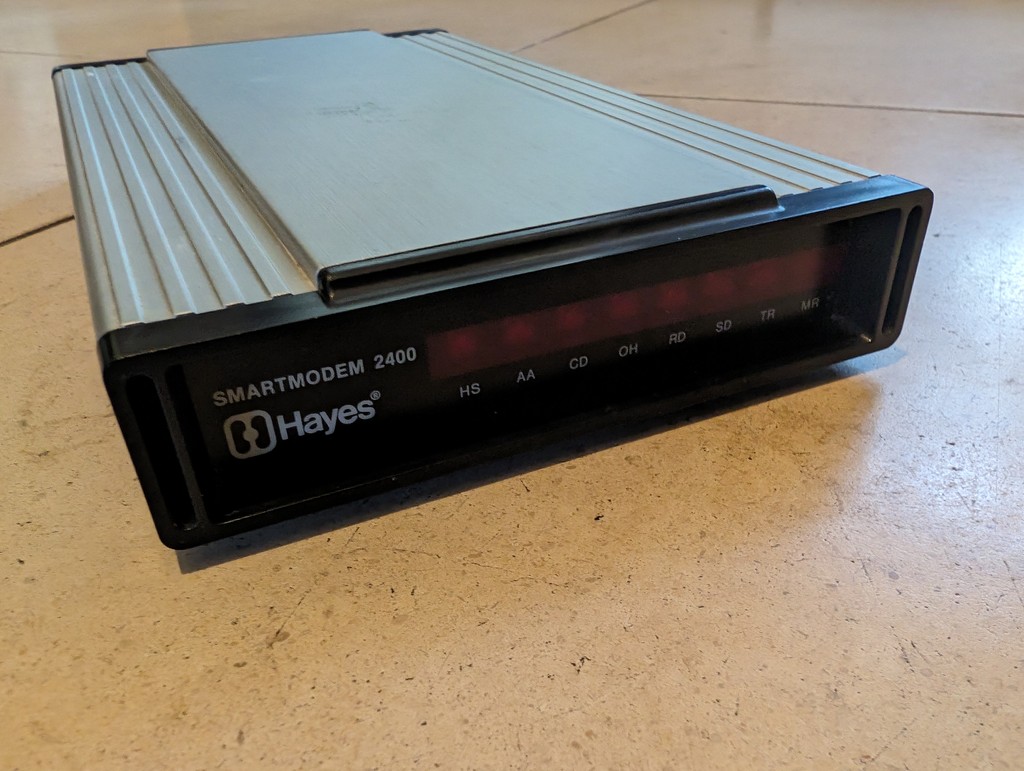 SMARTMODEM 2400
Hayes®
HS AA CD OH RD SD TR MR